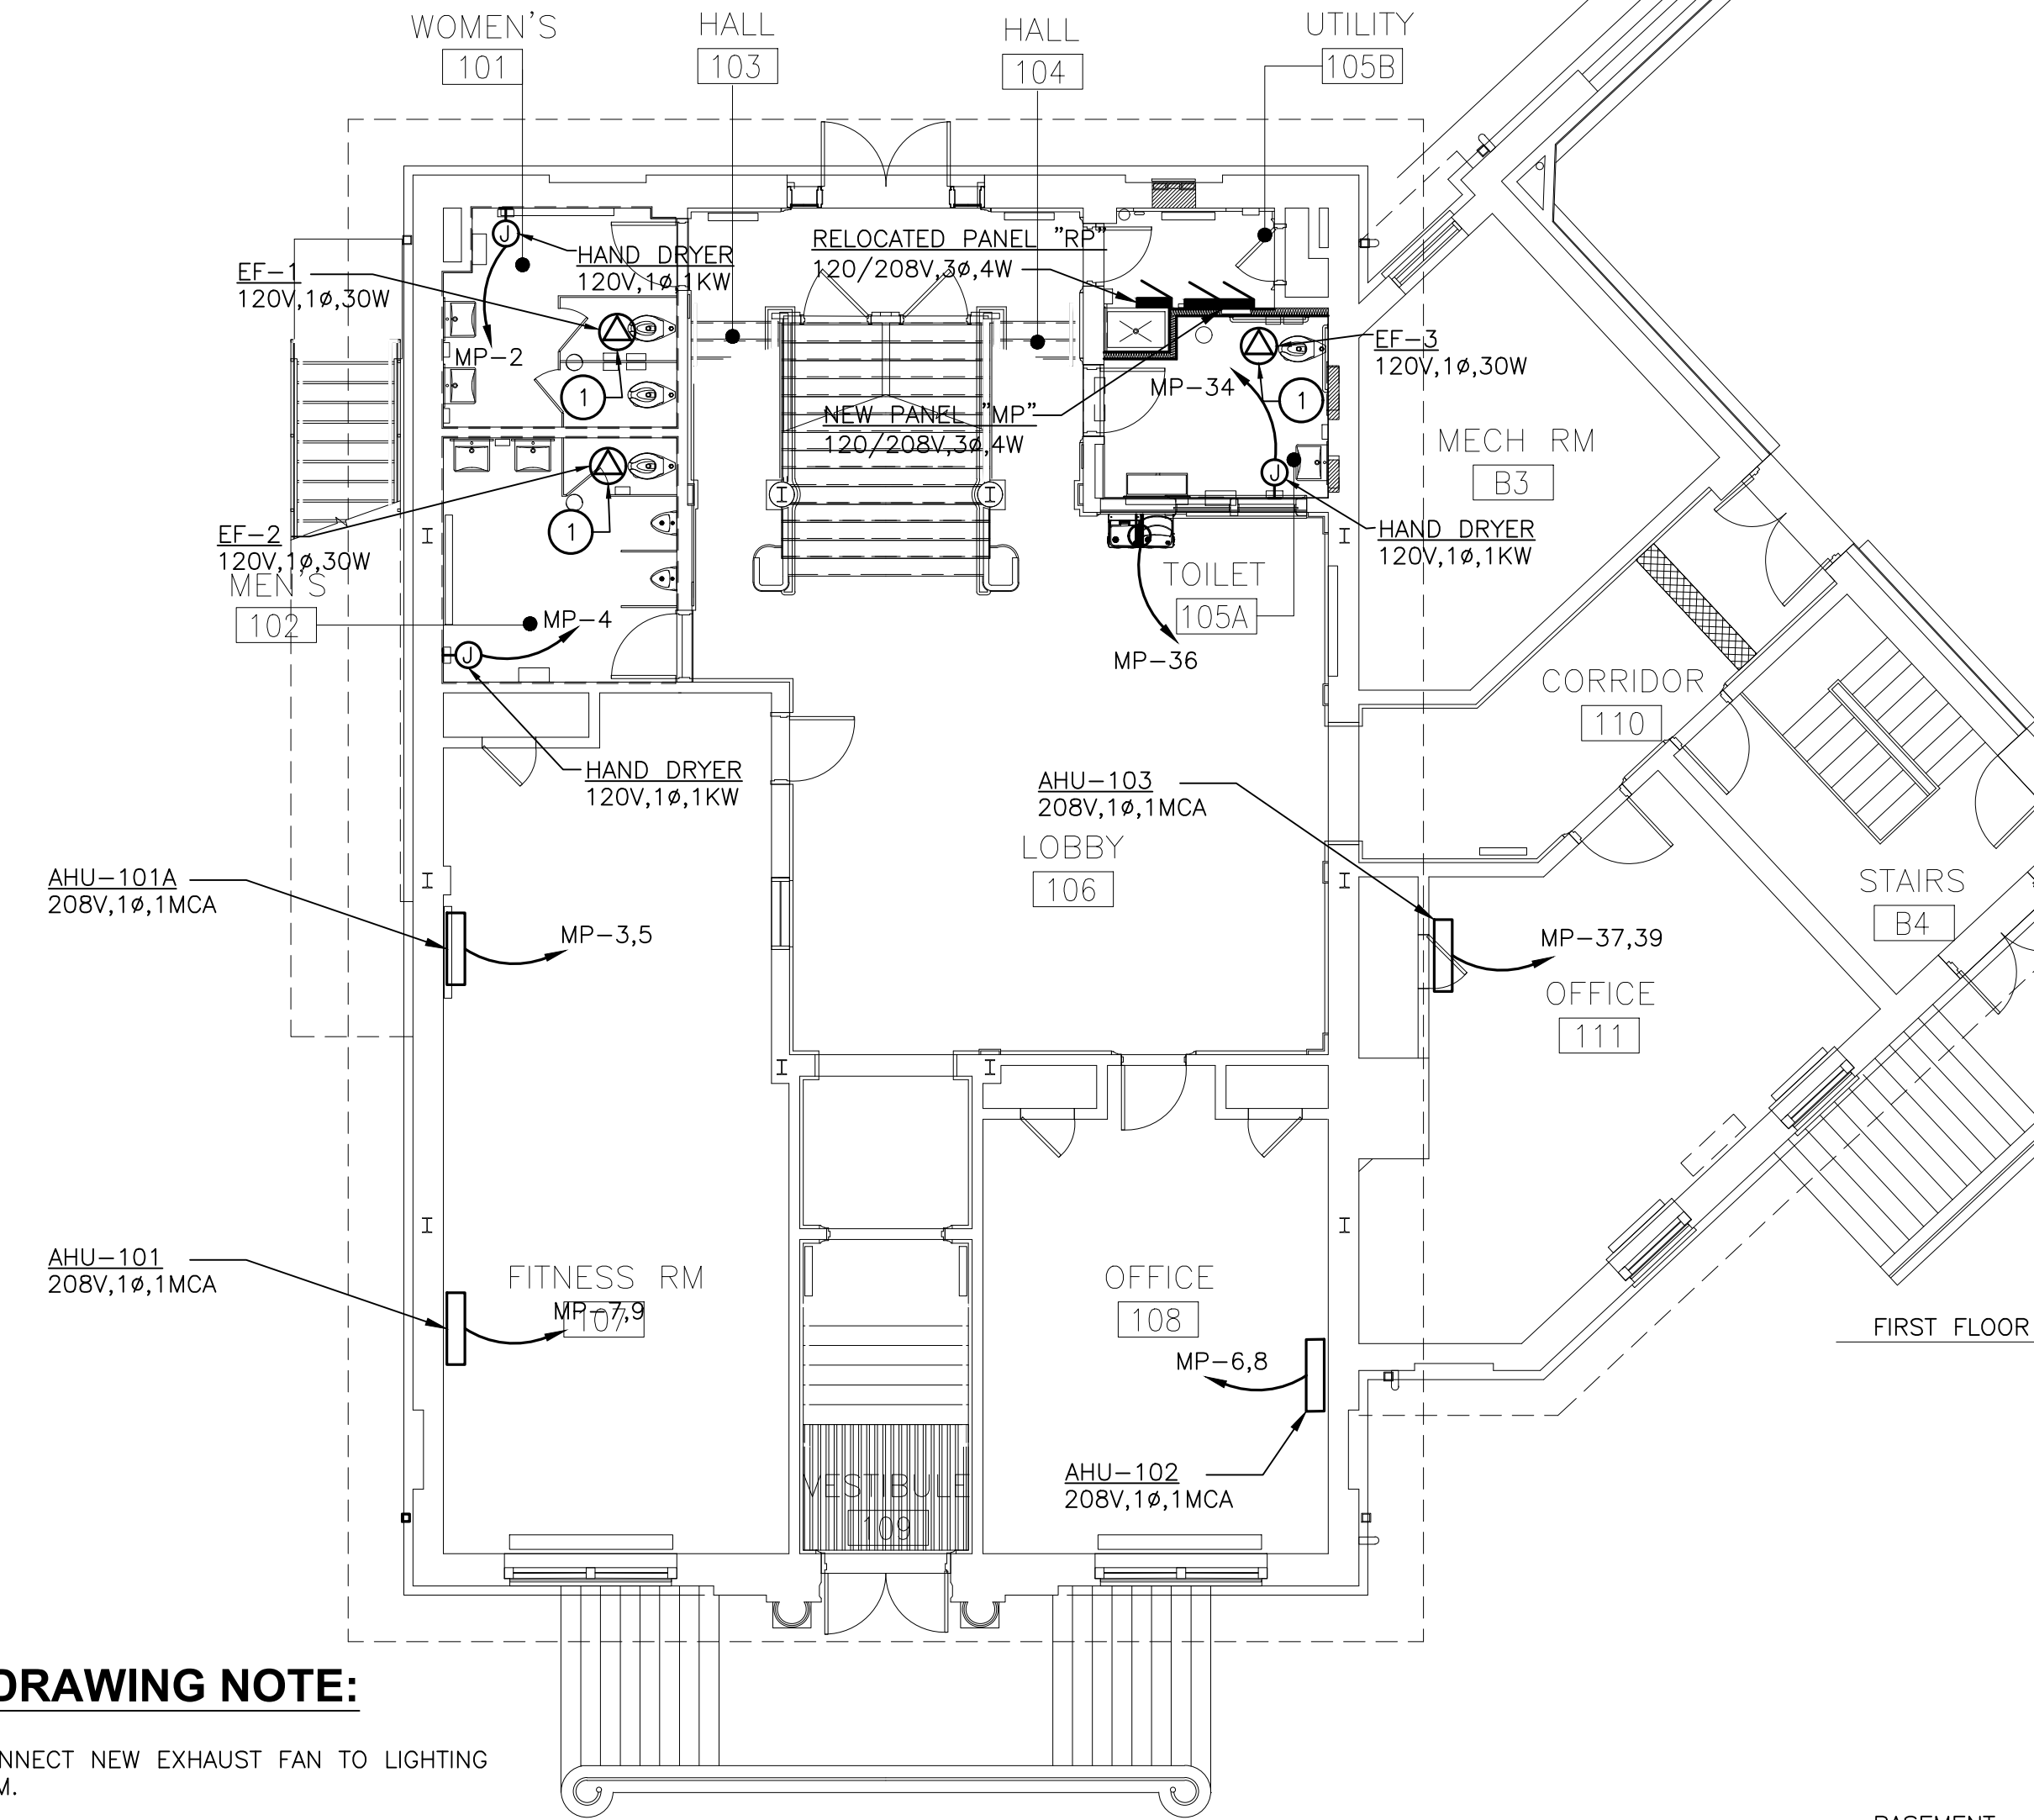 WOMEN'S
101
HALL
103
HALL
104
UTILITY
105B
HAND DRYER
120V,1ø,1KW
RELOCATED PANEL "RP"
120/208V,3ø,4W
EF-1
120V,1ø,30W
MP-2
1
EF-3
120V,1ø,30W
MP-34
1
NEW PANEL "MP"
120/208V,3ø,4W
MECH RM
B3
J
J
I
I
EF-2
120V,1ø,30W
1
I
I
HAND DRYER
120V,1ø,1KW
MEN'S
102
MP-4
TOILET
105A
J
MP-36
CORRIDOR
110
HAND DRYER
120V,1ø,1KW
AHU-103
208V,1ø,1MCA
LOBBY
106
AHU-101A
208V,1ø,1MCA
I
I
STAIRS
B4
MP-3,5
MP-37,39
OFFICE
111
I
I
I
I
AHU-101
208V,1ø,1MCA
FITNESS RM
107
MP-7,9
OFFICE
108
FIRST FLOOR
MP-6,8
AHU-102
208V,1ø,1MCA
VESTIBULE
109
DRAWING NOTE:
NNECT NEW EXHAUST FAN TO LIGHTING
M.